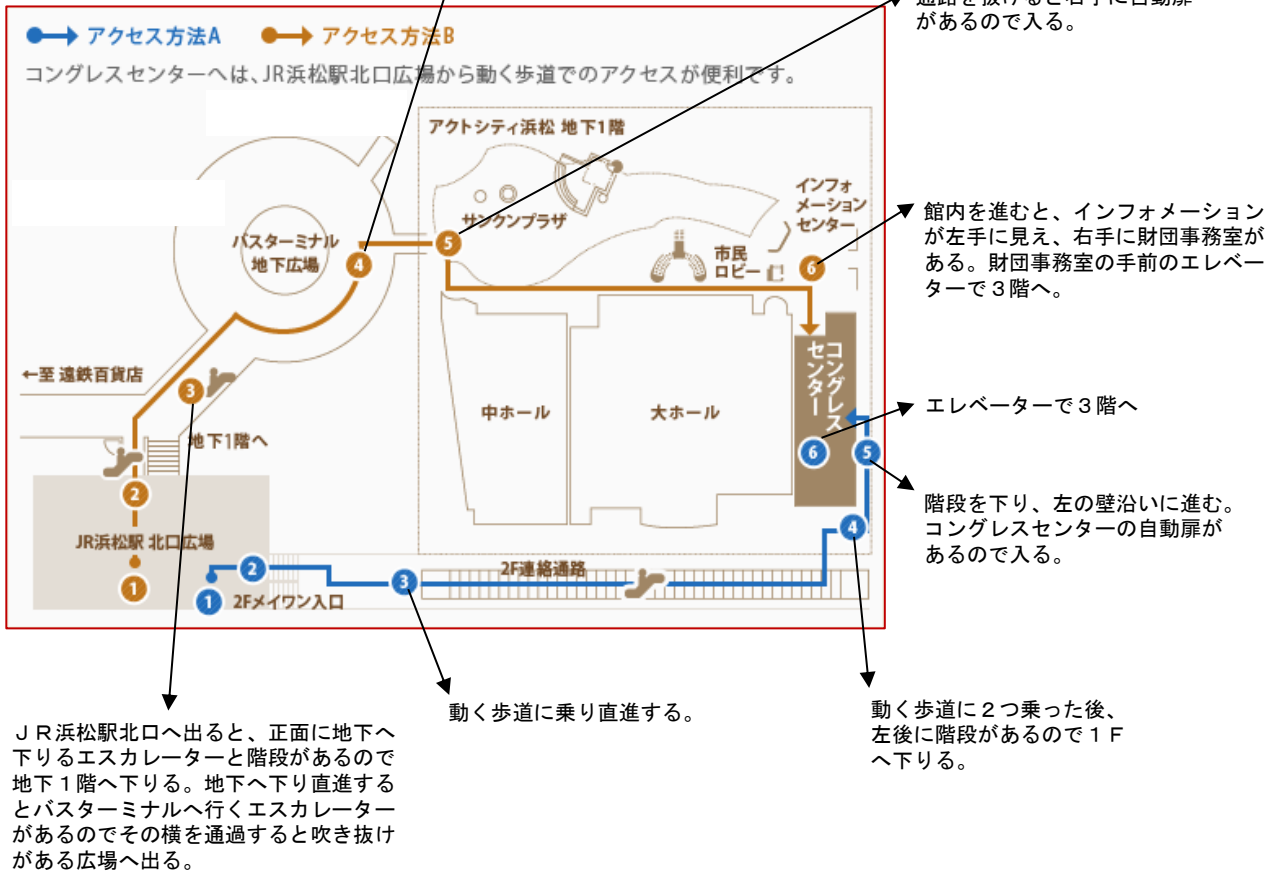 があるので入る。
アクセス方法A
アクセス方法B
コングレスセンターへは、JR浜松駅北口広場から動く歩道でのアクセスが便利です。
アクトシティ浜松 地下1階
サンクンプラザ
インフォ
メーション
センター
市民
ロビー
バスターミナル
地下広場
4
5
6
←至 遠鉄百貨店
3
地下1階へ
2
JR浜松駅 北口広場
1
中ホール
大ホール
コングレス
センター
6
5
4
2F連絡通路
3
2
1
2Fメイワン入口
館内を進むと、インフォメーション
が左手に見え、右手に財団事務室が
ある。財団事務室の手前のエレベー
ターで3階へ。
エレベーターで3階へ
階段を下り、左の壁沿いに進む。
コングレスセンターの自動扉が
あるので入る。
動く歩道に2つ乗った後、
左後に階段があるので1F
へ下りる。
動く歩道に乗り直進する。
JR浜松駅北口へ出ると、正面に地下へ
下りるエスカレーターと階段があるので
地下1階へ下りる。地下へ下り直進する
とバスターミナルへ行くエスカレーター
があるのでその横を通過すると吹き抜け
がある広場へ出る。